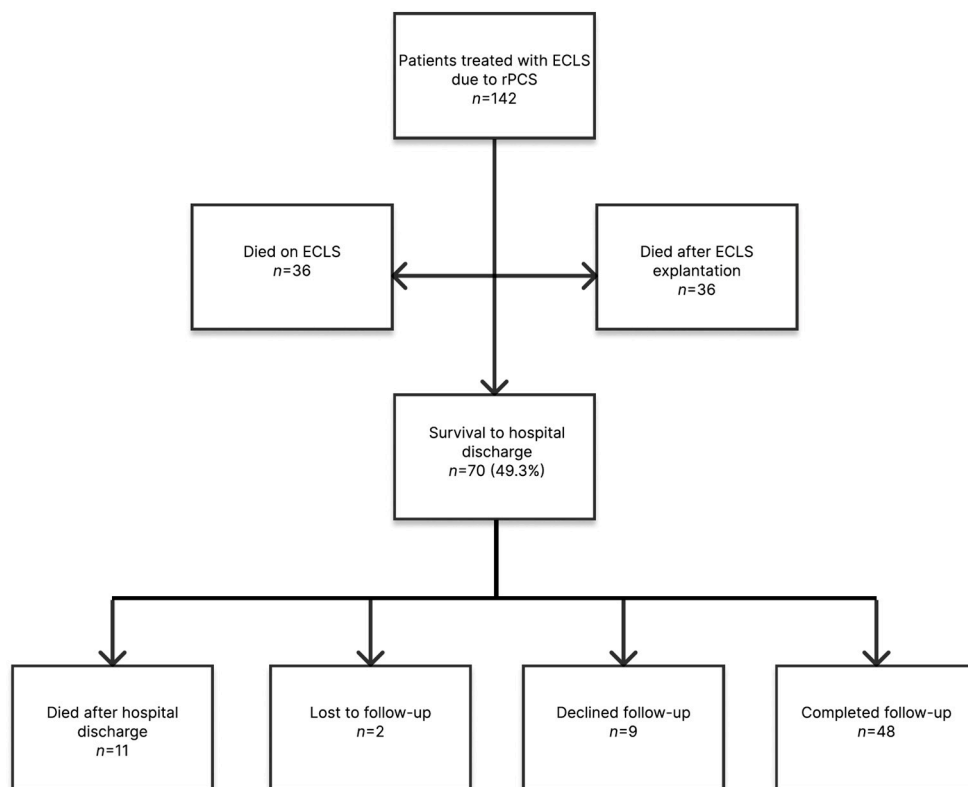 Patients treated with ECLS
due to rPCS
n=142
Died on ECLS
n=36
Died after ECLS
explantation
n=36
Survival to hospital
discharge
n=70 (49.3%)
Died after hospital
discharge
n=11
Lost to follow-up
n=2
Declined follow-up
n=9
Completed follow-up
n=48